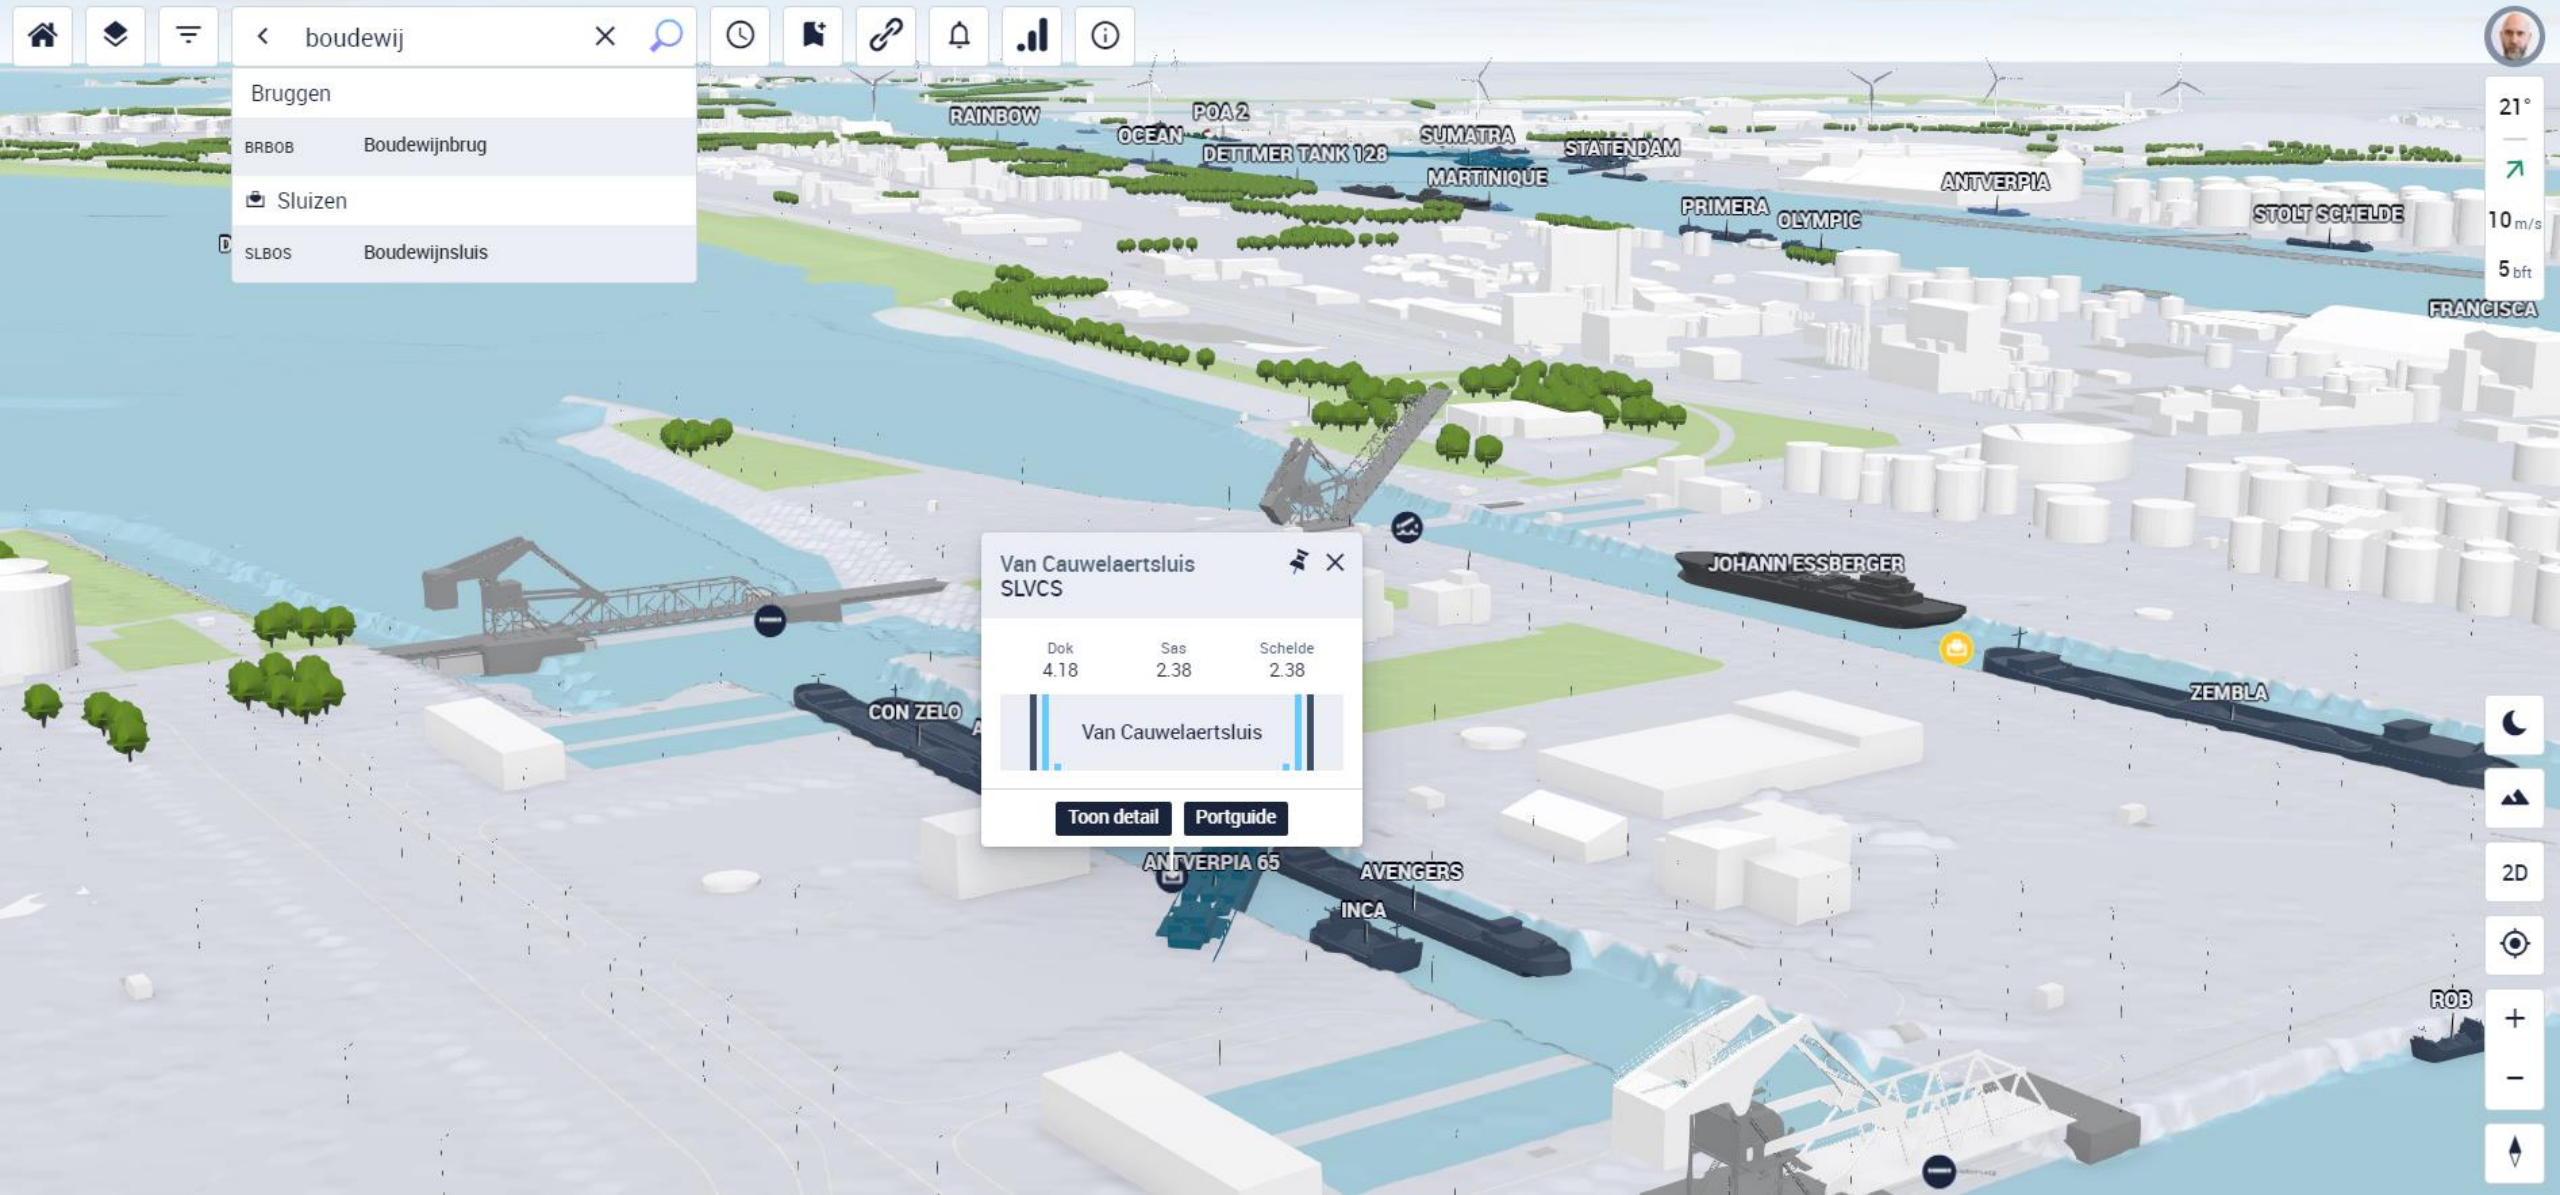 boudewij
Bruggen
BRBOB Boudewijnbrug
Sluizen
SLBOS Boudewijnsluis
21°
10 m/s
5 bft
RAINBOW
POA 2
OCEAN
SUMATRA
DETTMER TANK 128
STATENDAM
MARTINIQUE
ANTVERPIA
PRIMERA
OLYMPIC
STOLT SCHELDE
FRANCISCA
D
Van Cauwelaertsluis
SLVCS
Dok Sas Schelde
4.18 2.38 2.38
Van Cauwelaertsluis
Toon detail Portguide
JOHANN ESSBERGER
ZEMBLA
CON ZELO
A
ANTVERPIA 65
AVENGERS
INCA
2D
ROB